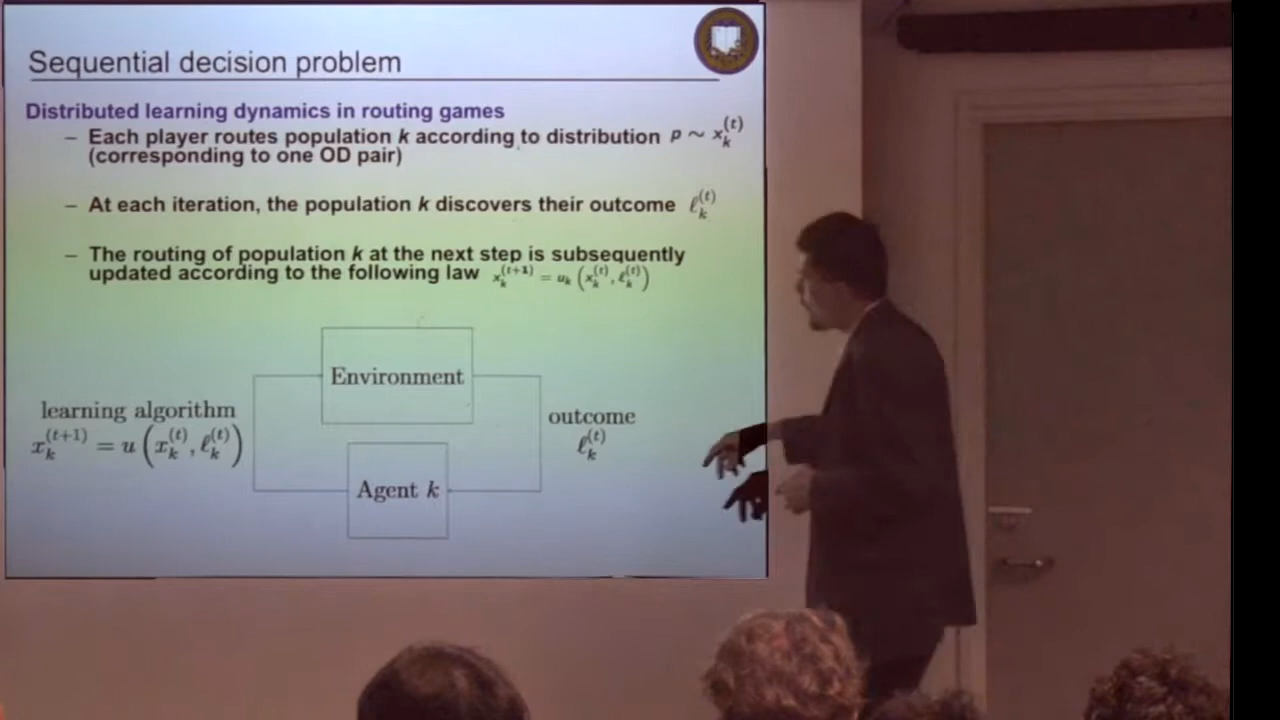 Sequential decision problem
Distributed learning dynamics in routing games
– Each player routes population k according to distribution p ~ x_k^(t)
(corresponding to one OD pair)
– At each iteration, the population k discovers their outcome ℓ_k^(t)
– The routing of population k at the next step is subsequently
updated according to the following law x_k^(t+1) = u_k (x_k^(t), ℓ_k^(t))
Environment
learning algorithm
x_k^(t+1) = u (x_k^(t), ℓ_k^(t))
outcome
ℓ_k^(t)
Agent k